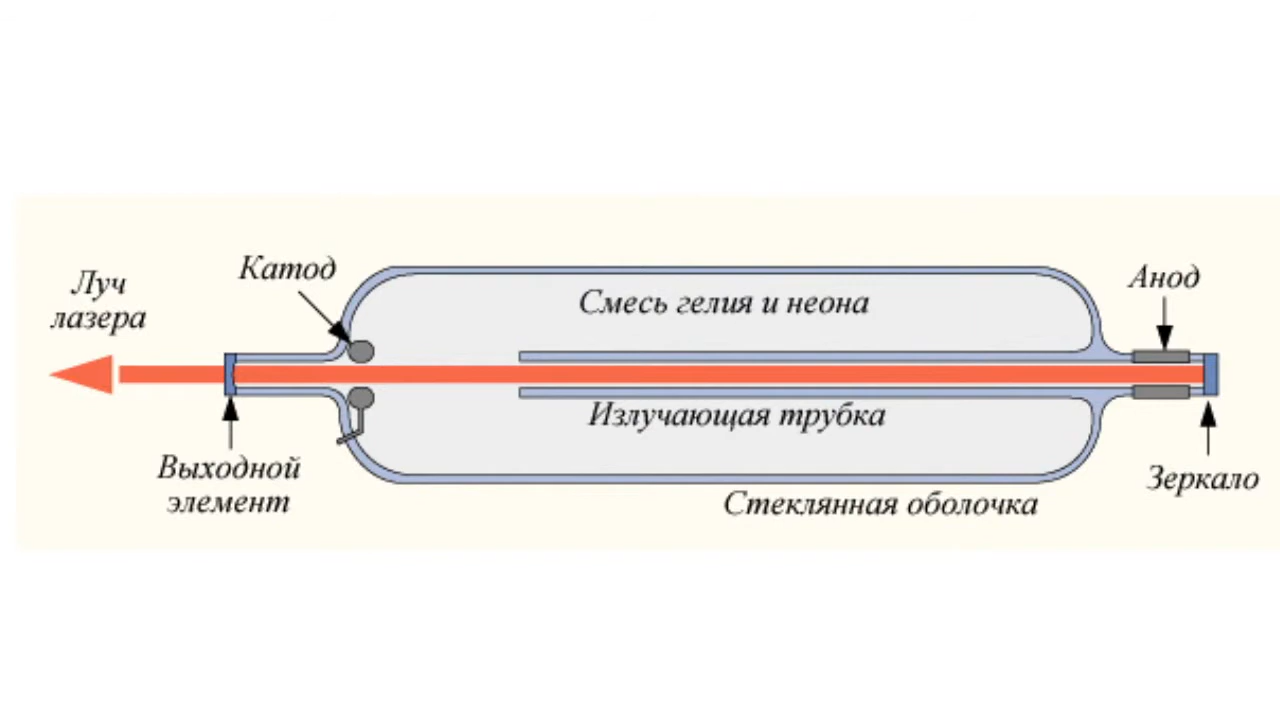 Луч
лазера
Катод
Смесь гелия и неона
Анод
Излучающая трубка
Выходной
элемент
Стеклянная оболочка
Зеркало